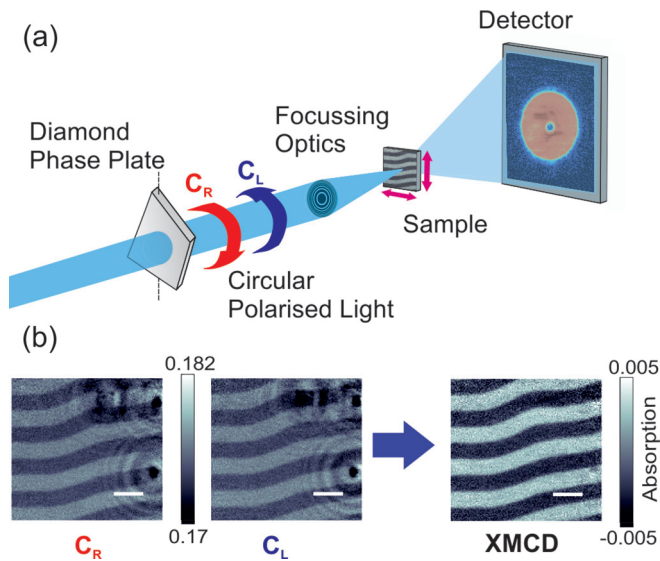 (a)
Detector
Diamond
Phase Plate
Focussing
Optics
C_R
C_L
Sample
Circular
Polarised Light
(b)
0.182
0.17
0.005
Absorption
-0.005
C_R
C_L
XMCD